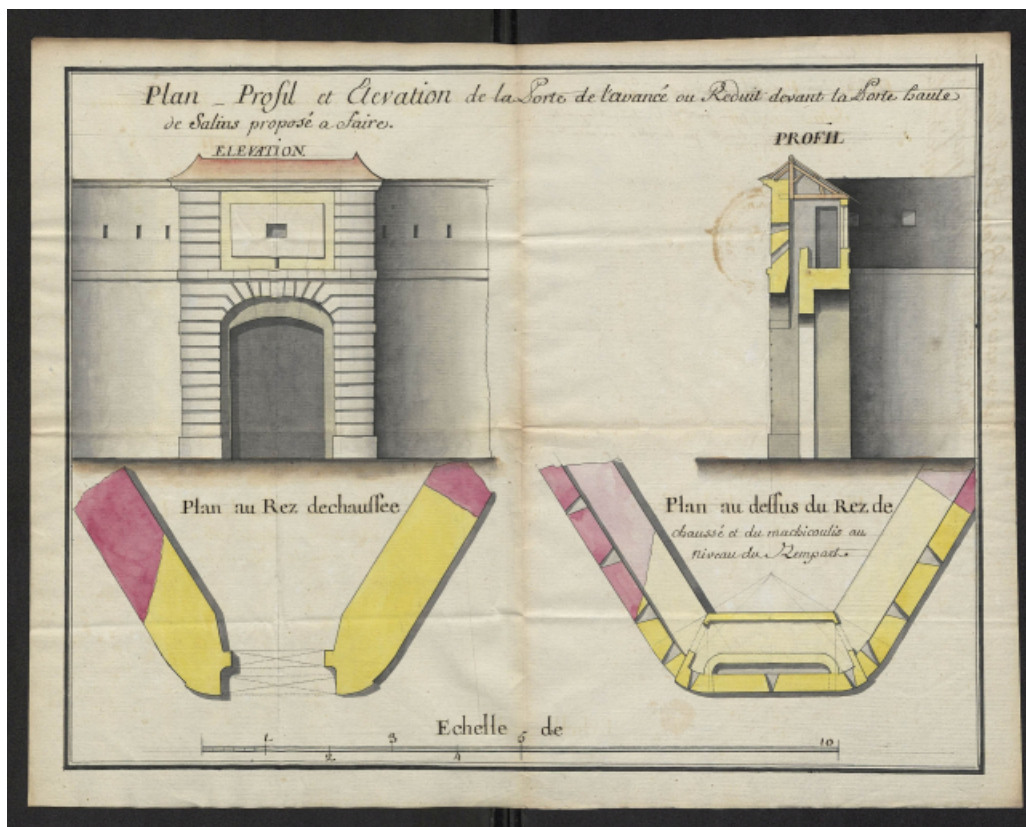 Plan _ Profil et Élevation de la Porte de l'avancé ou Reduit devant la Porte haute
de Salins proposé a faire.
ELEVATION.
PROFIL
Plan au Rez dechaussee
Plan au dessus du Rez de
chaussé et du machicoulis au
niveau du Rempart.
Echelle de
1 2 3 4 5 10